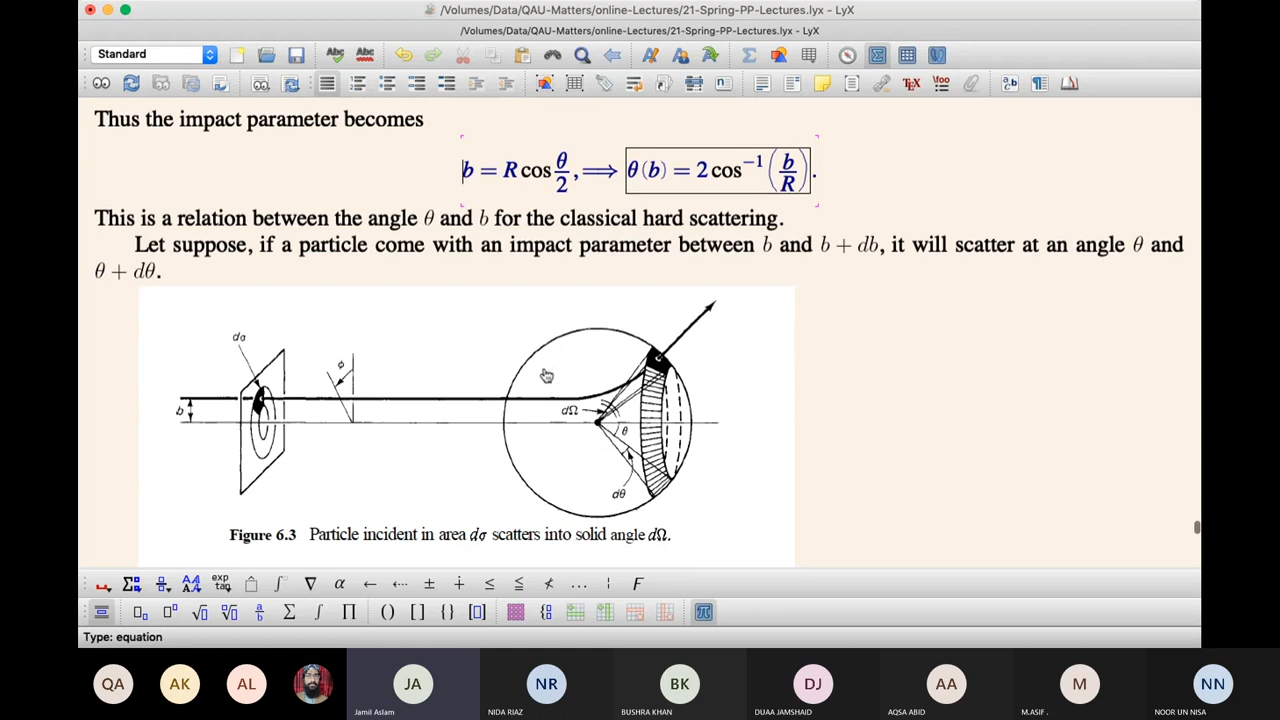 /Volumes/Data/QAU-Matters/online-Lectures/21-Spring-PP-Lectures.lyx - LyX
/Volumes/Data/QAU-Matters/online-Lectures/21-Spring-PP-Lectures.lyx - LyX
Standard
Thus the impact parameter becomes
b = R cos θ/2, ⟹ θ(b) = 2 cos⁻¹(b/R).
This is a relation between the angle θ and b for the classical hard scattering.
Let suppose, if a particle come with an impact parameter between b and b + db, it will scatter at an angle θ and
θ + dθ.
dσ
ϕ
b
dΩ
θ
dθ
Figure 6.3 Particle incident in area dσ scatters into solid angle dΩ.
Type: equation
QA AK AL JA NR BK DJ AA M NN
Jamil Aslam NIDA RIAZ BUSHRA KHAN DUAA JAMSHAID AQSA ABID M.ASIF . NOOR UN NISA